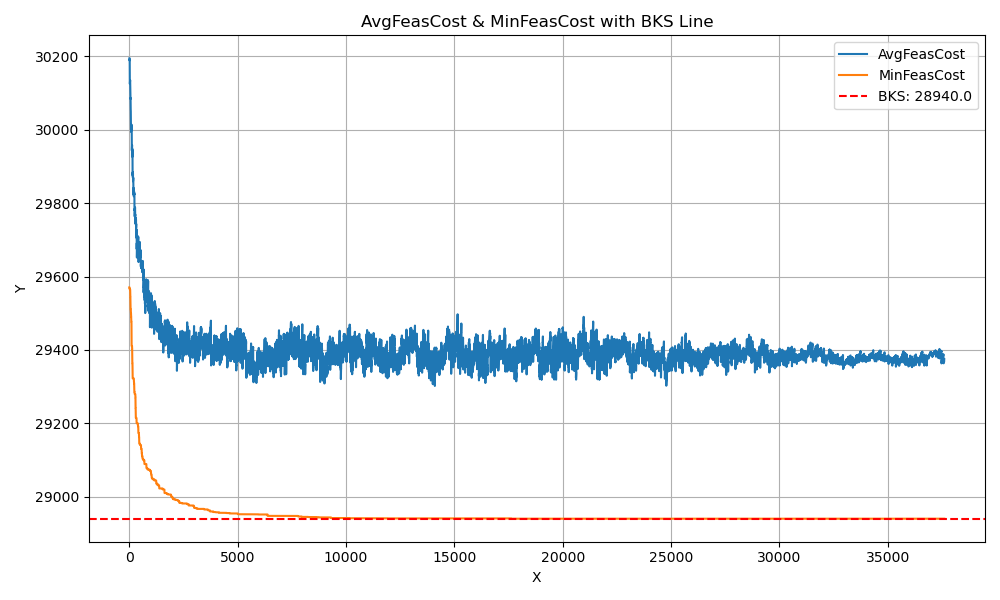 AvgFeasCost & MinFeasCost with BKS Line
AvgFeasCost
MinFeasCost
BKS: 28940.0
Y
30200
30000
29800
29600
29400
29200
29000
0 5000 10000 15000 20000 25000 30000 35000
X